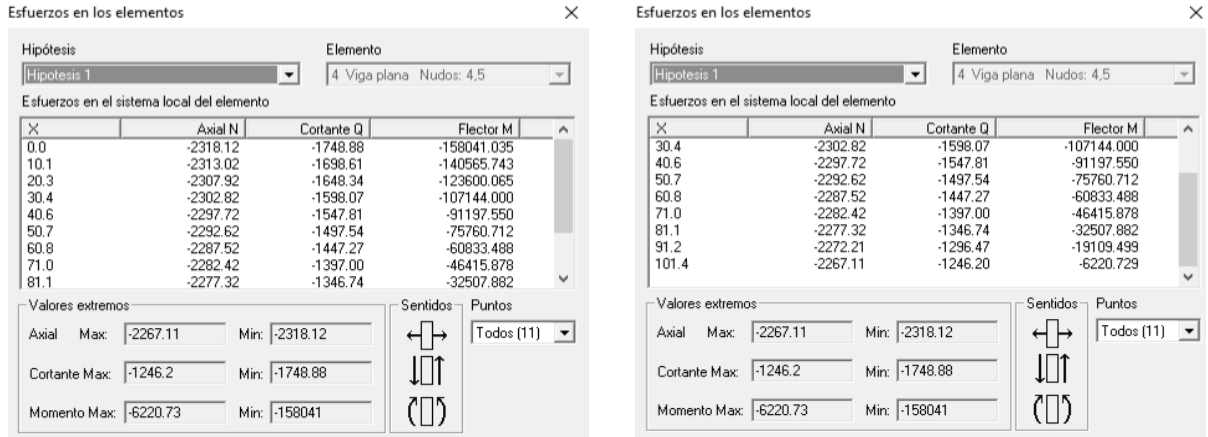 Esfuerzos en los elementos
Hipótesis Elemento
Hipotesis 1 4 Viga plana Nudos: 4,5
Esfuerzos en el sistema local del elemento
X Axial N Cortante Q Flector M
0.0 -2318.12 -1748.88 -158041.035
10.1 -2313.02 -1698.61 -140565.743
20.3 -2307.92 -1648.34 -123600.065
30.4 -2302.82 -1598.07 -107144.000
40.6 -2297.72 -1547.81 -91197.550
50.7 -2292.62 -1497.54 -75760.712
60.8 -2287.52 -1447.27 -60833.488
71.0 -2282.42 -1397.00 -46415.878
81.1 -2277.32 -1346.74 -32507.882
Valores extremos Sentidos Puntos
Axial Max: -2267.11 Min: -2318.12 Todos (11)
Cortante Max: -1246.2 Min: -1748.88
Momento Max: -6220.73 Min: -158041
Esfuerzos en los elementos
Hipótesis Elemento
Hipotesis 1 4 Viga plana Nudos: 4,5
Esfuerzos en el sistema local del elemento
X Axial N Cortante Q Flector M
30.4 -2302.82 -1598.07 -107144.000
40.6 -2297.72 -1547.81 -91197.550
50.7 -2292.62 -1497.54 -75760.712
60.8 -2287.52 -1447.27 -60833.488
71.0 -2282.42 -1397.00 -46415.878
81.1 -2277.32 -1346.74 -32507.882
91.2 -2272.21 -1296.47 -19109.499
101.4 -2267.11 -1246.20 -6220.729
Valores extremos Sentidos Puntos
Axial Max: -2267.11 Min: -2318.12 Todos (11)
Cortante Max: -1246.2 Min: -1748.88
Momento Max: -6220.73 Min: -158041